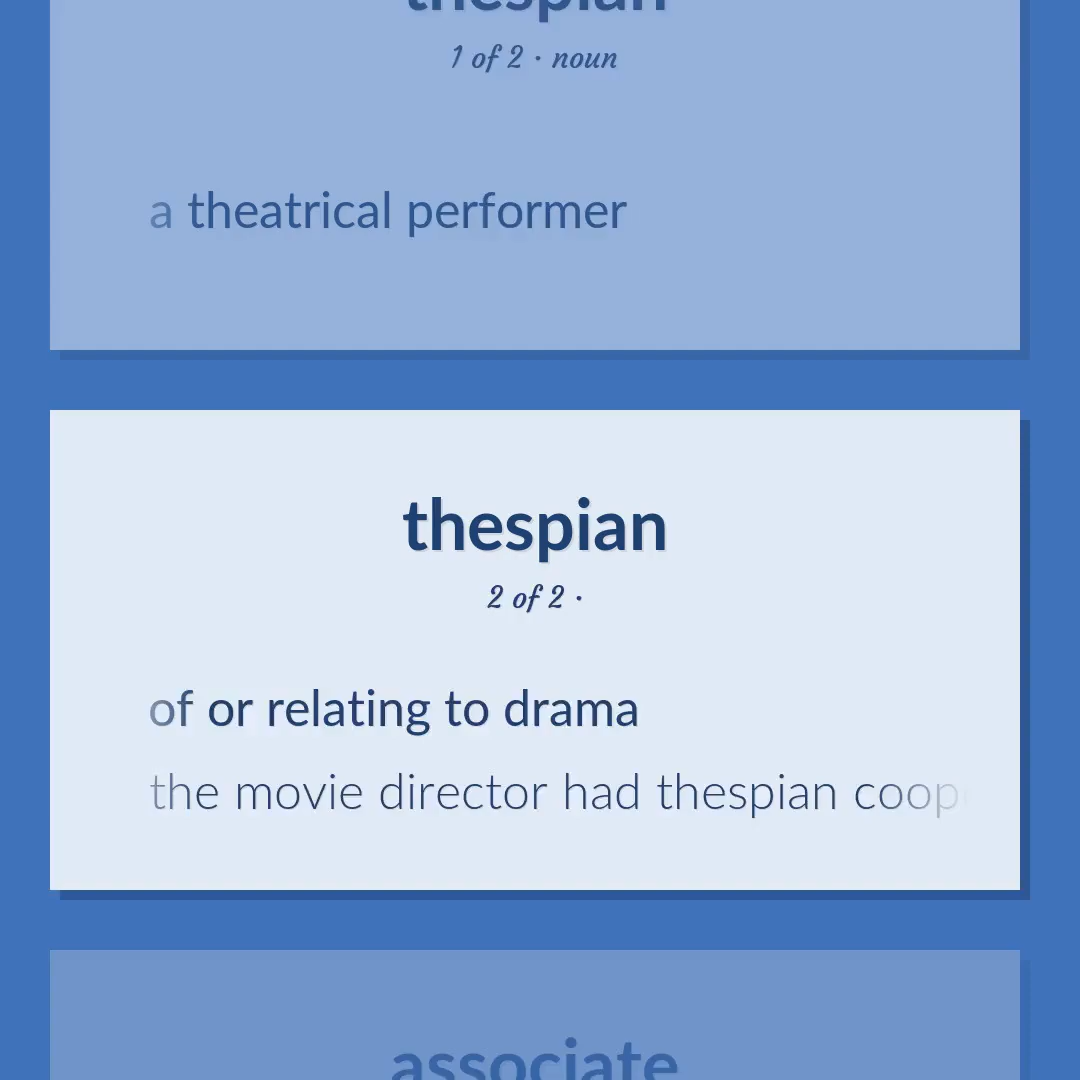 thespian
1 of 2 · noun
a theatrical performer
thespian
2 of 2 ·
of or relating to drama
the movie director had thespian
associate